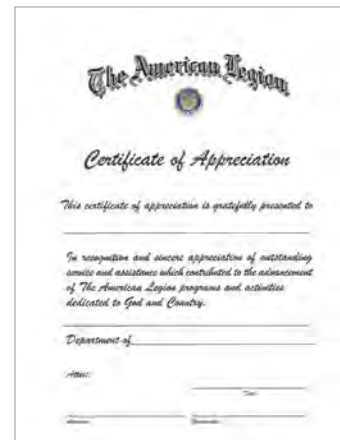 The American Legion
Certificate of Appreciation
This certificate of appreciation is gratefully presented to
In recognition and sincere appreciation of outstanding
service and assistance which contributed to the advancement
of The American Legion programs and activities
dedicated to God and Country.
Department of
Attest: